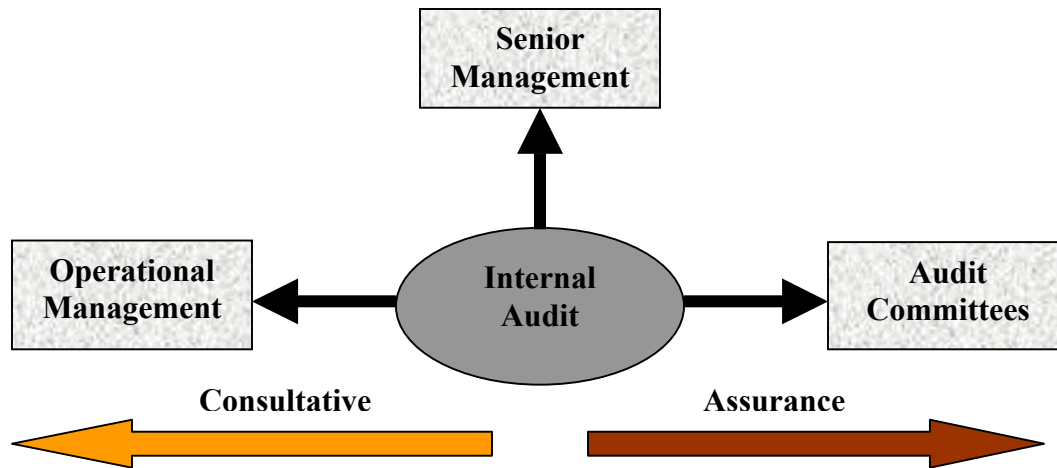 Senior
Management
Operational
Management
Internal
Audit
Audit
Committees
Consultative
Assurance